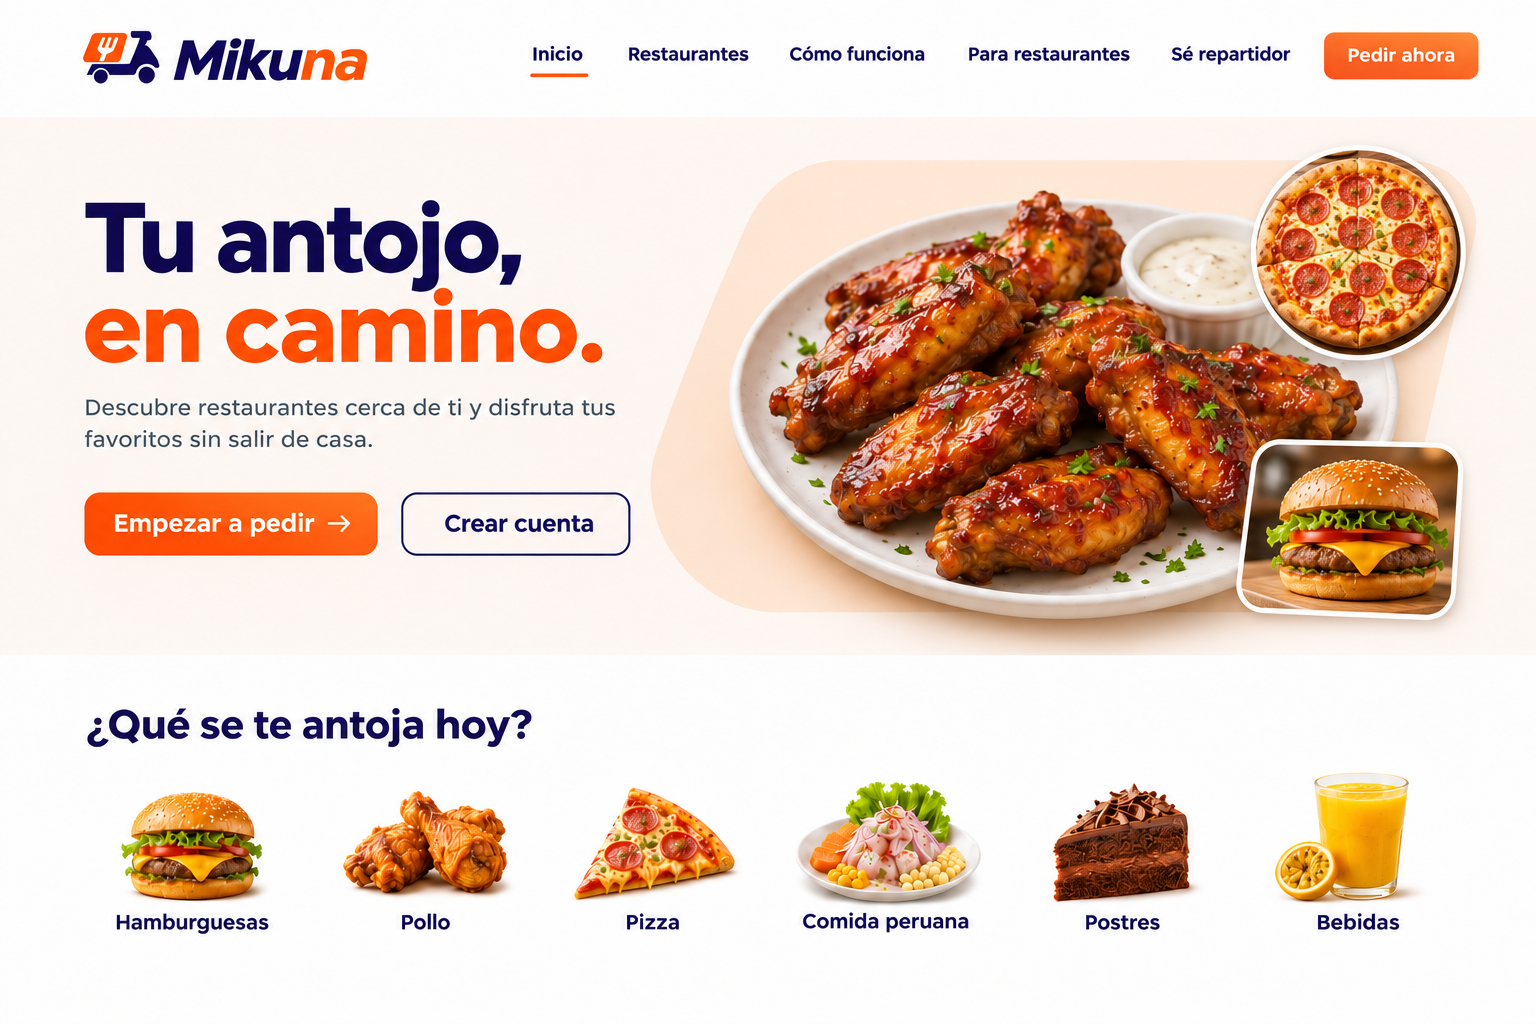 Mikuna
Inicio
Restaurantes
Cómo funciona
Para restaurantes
Sé repartidor
Pedir ahora
Tu antojo,
en camino.
Descubre restaurantes cerca de ti y disfruta tus
favoritos sin salir de casa.
Empezar a pedir →
Crear cuenta
¿Qué se te antoja hoy?
Hamburguesas
Pollo
Pizza
Comida peruana
Postres
Bebidas